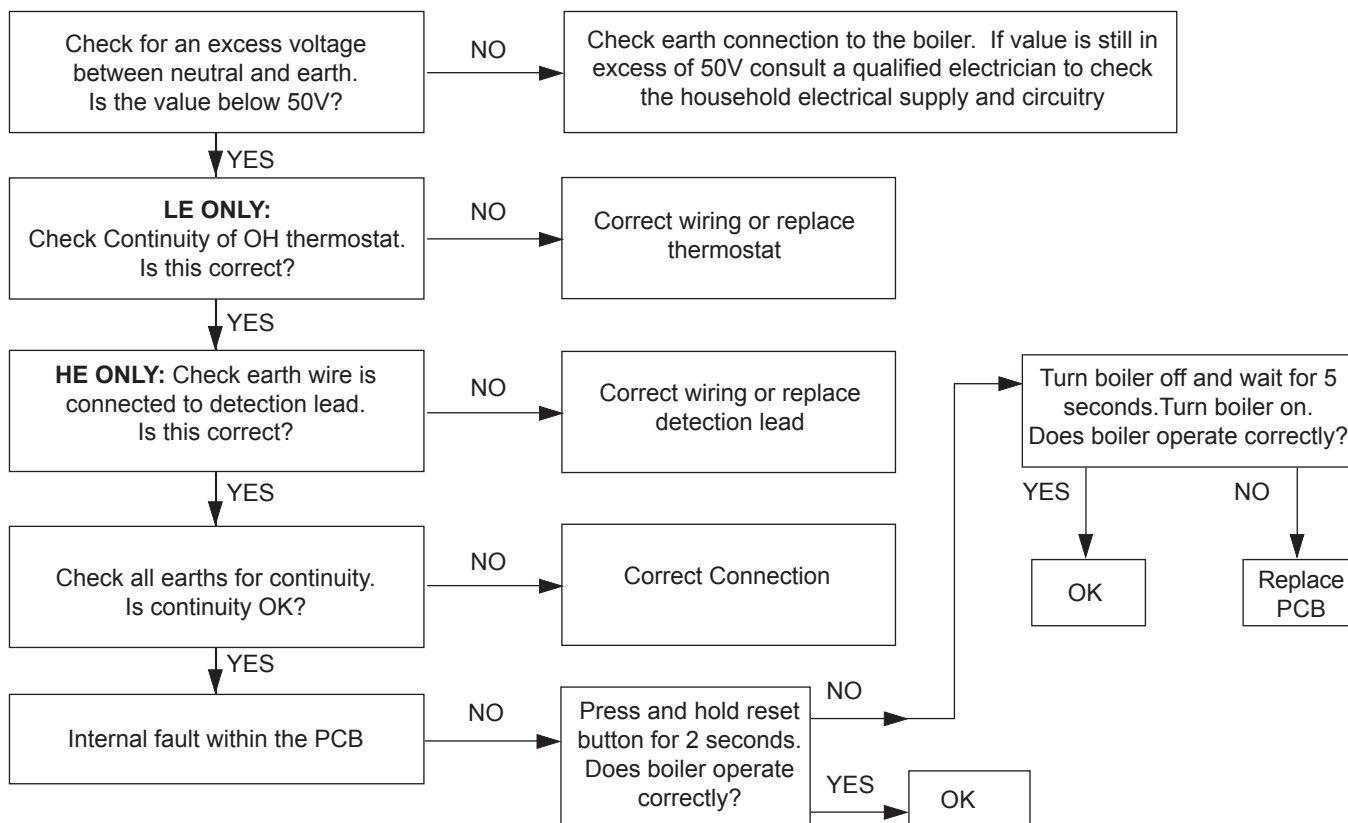 Check for an excess voltage
between neutral and earth.
Is the value below 50V?
NO
Check earth connection to the boiler.  If value is still in
excess of 50V consult a qualified electrician to check
the household electrical supply and circuitry
YES
LE ONLY:
Check Continuity of OH thermostat.
Is this correct?
NO
Correct wiring or replace
thermostat
YES
HE ONLY: Check earth wire is
connected to detection lead.
Is this correct?
NO
Correct wiring or replace
detection lead
Turn boiler off and wait for 5
seconds.Turn boiler on.
Does boiler operate correctly?
YES
NO
OK
Replace
PCB
YES
Check all earths for continuity.
Is continuity OK?
NO
Correct Connection
YES
Internal fault within the PCB
NO
Press and hold reset
button for 2 seconds.
Does boiler operate
correctly?
NO
YES
OK